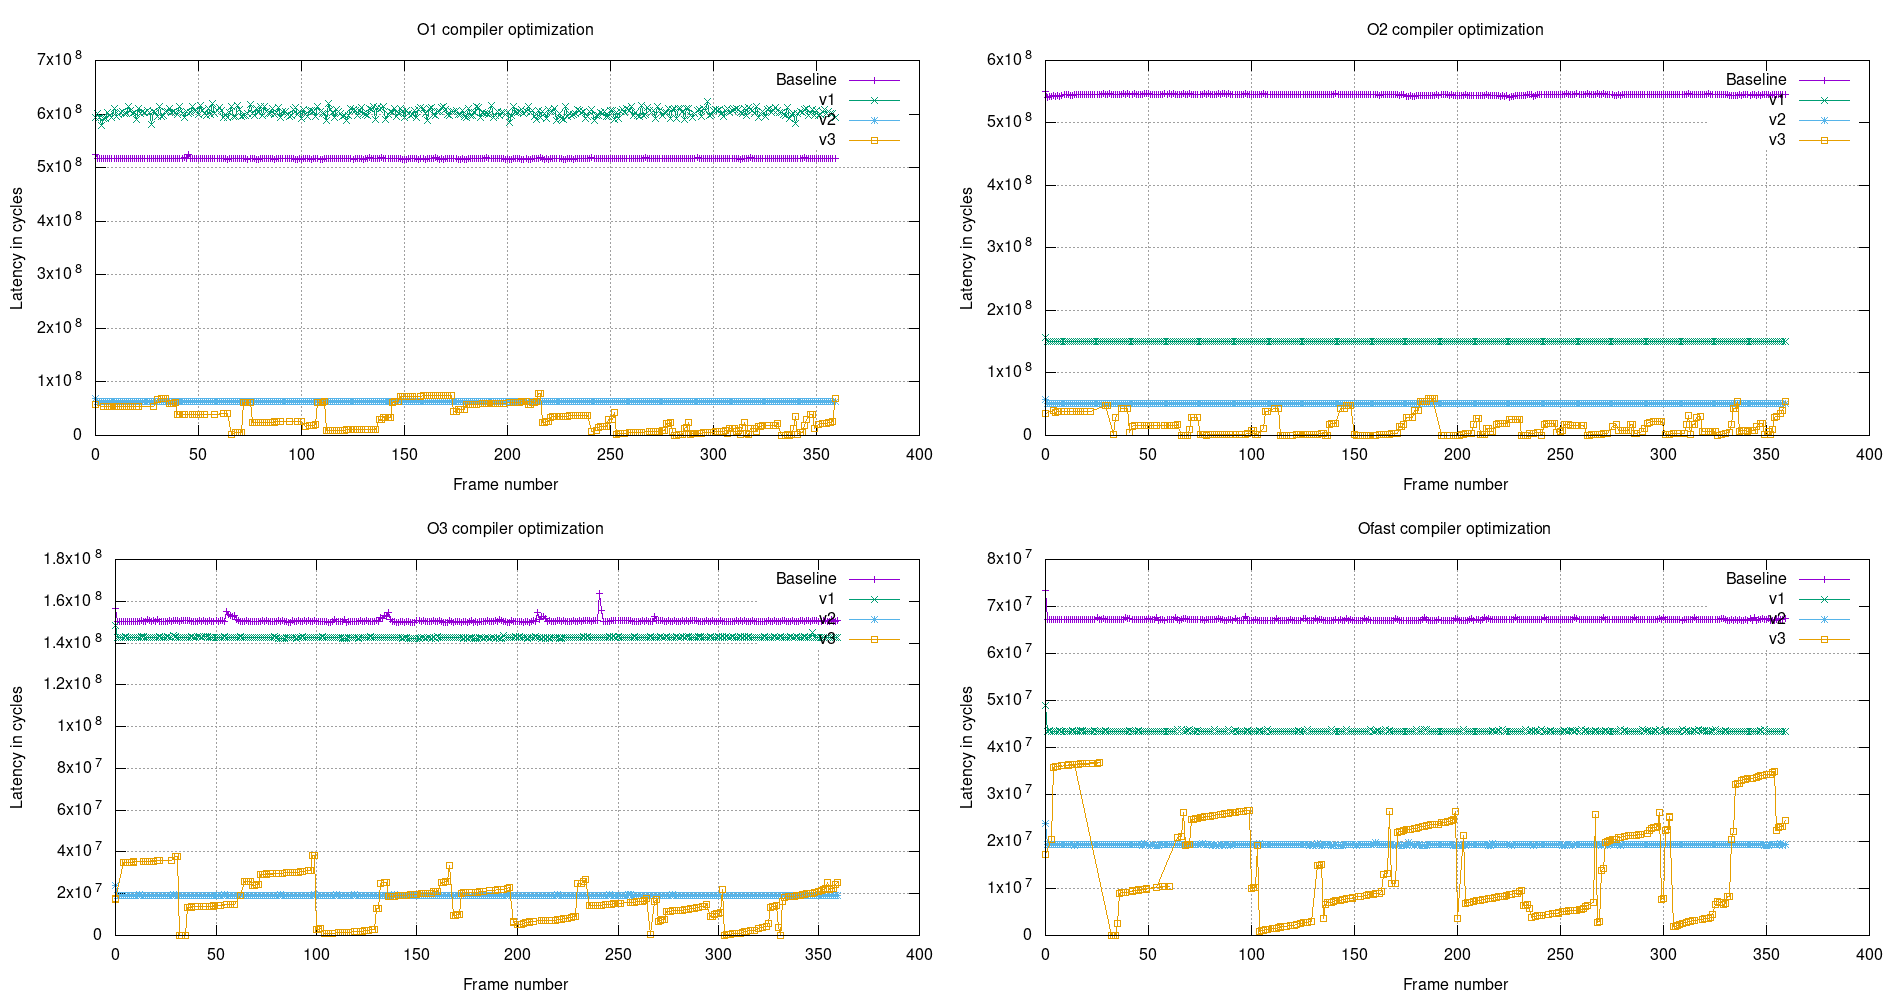 O1 compiler optimization
7x10^8
6x10^8
5x10^8
4x10^8
3x10^8
2x10^8
1x10^8
0
Latency in cycles
0 50 100 150 200 250 300 350 400
Frame number
Baseline
v1
v2
v3
O2 compiler optimization
6x10^8
5x10^8
4x10^8
3x10^8
2x10^8
1x10^8
0
Latency in cycles
0 50 100 150 200 250 300 350 400
Frame number
Baseline
v1
v2
v3
O3 compiler optimization
1.8x10^8
1.6x10^8
1.4x10^8
1.2x10^8
1x10^8
8x10^7
6x10^7
4x10^7
2x10^7
0
Latency in cycles
0 50 100 150 200 250 300 350 400
Frame number
Baseline
v1
v2
v3
Ofast compiler optimization
8x10^7
7x10^7
6x10^7
5x10^7
4x10^7
3x10^7
2x10^7
1x10^7
0
Latency in cycles
0 50 100 150 200 250 300 350 400
Frame number
Baseline
v1
v2
v3